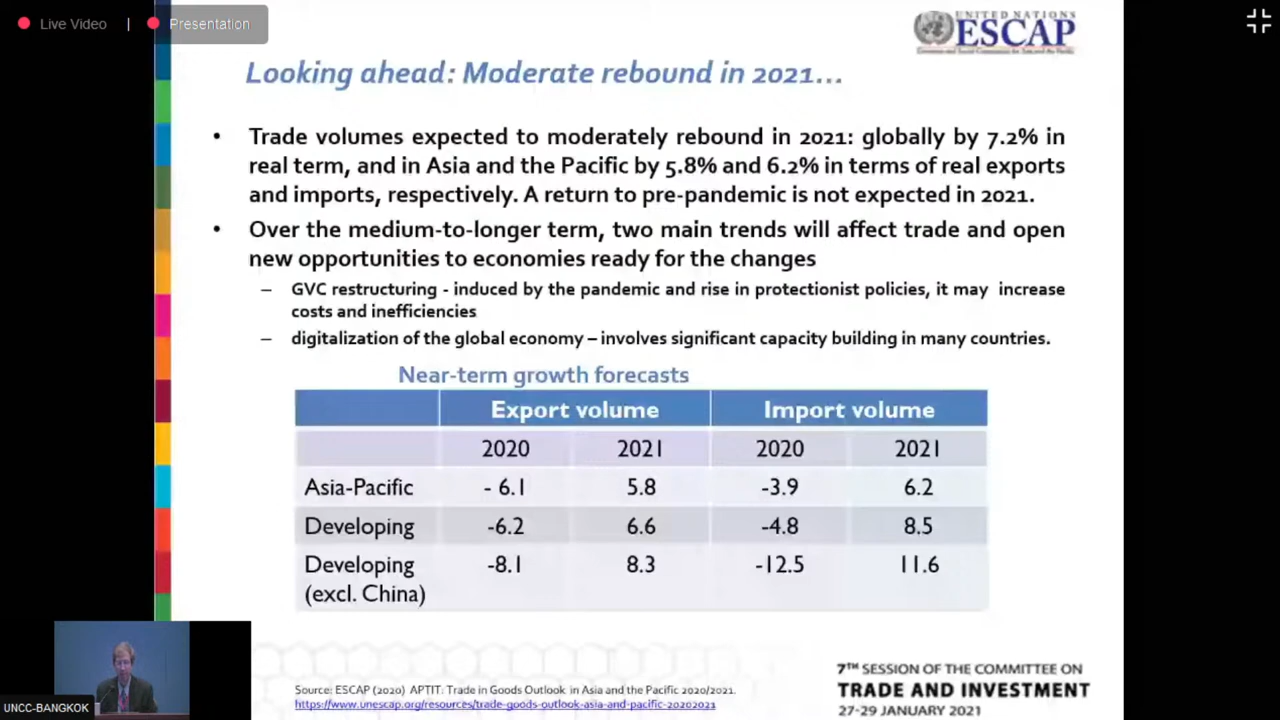 Live Video | Presentation
UNITED NATIONS
ESCAP
Economic and Social Commission for Asia and the Pacific
Looking ahead: Moderate rebound in 2021...
• Trade volumes expected to moderately rebound in 2021: globally by 7.2% in
real term, and in Asia and the Pacific by 5.8% and 6.2% in terms of real exports
and imports, respectively. A return to pre-pandemic is not expected in 2021.
• Over the medium-to-longer term, two main trends will affect trade and open
new opportunities to economies ready for the changes
– GVC restructuring - induced by the pandemic and rise in protectionist policies, it may increase
costs and inefficiencies
– digitalization of the global economy – involves significant capacity building in many countries.
Near-term growth forecasts
Export volume Import volume
2020 2021 2020 2021
Asia-Pacific - 6.1 5.8 -3.9 6.2
Developing -6.2 6.6 -4.8 8.5
Developing -8.1 8.3 -12.5 11.6
(excl. China)
Source: ESCAP (2020) APTIT: Trade in Goods Outlook in Asia and the Pacific 2020/2021.
https://www.unescap.org/resources/trade-goods-outlook-asia-and-pacific-20202021
7TH SESSION OF THE COMMITTEE ON
TRADE AND INVESTMENT
27-29 JANUARY 2021
UNCC-BANGKOK